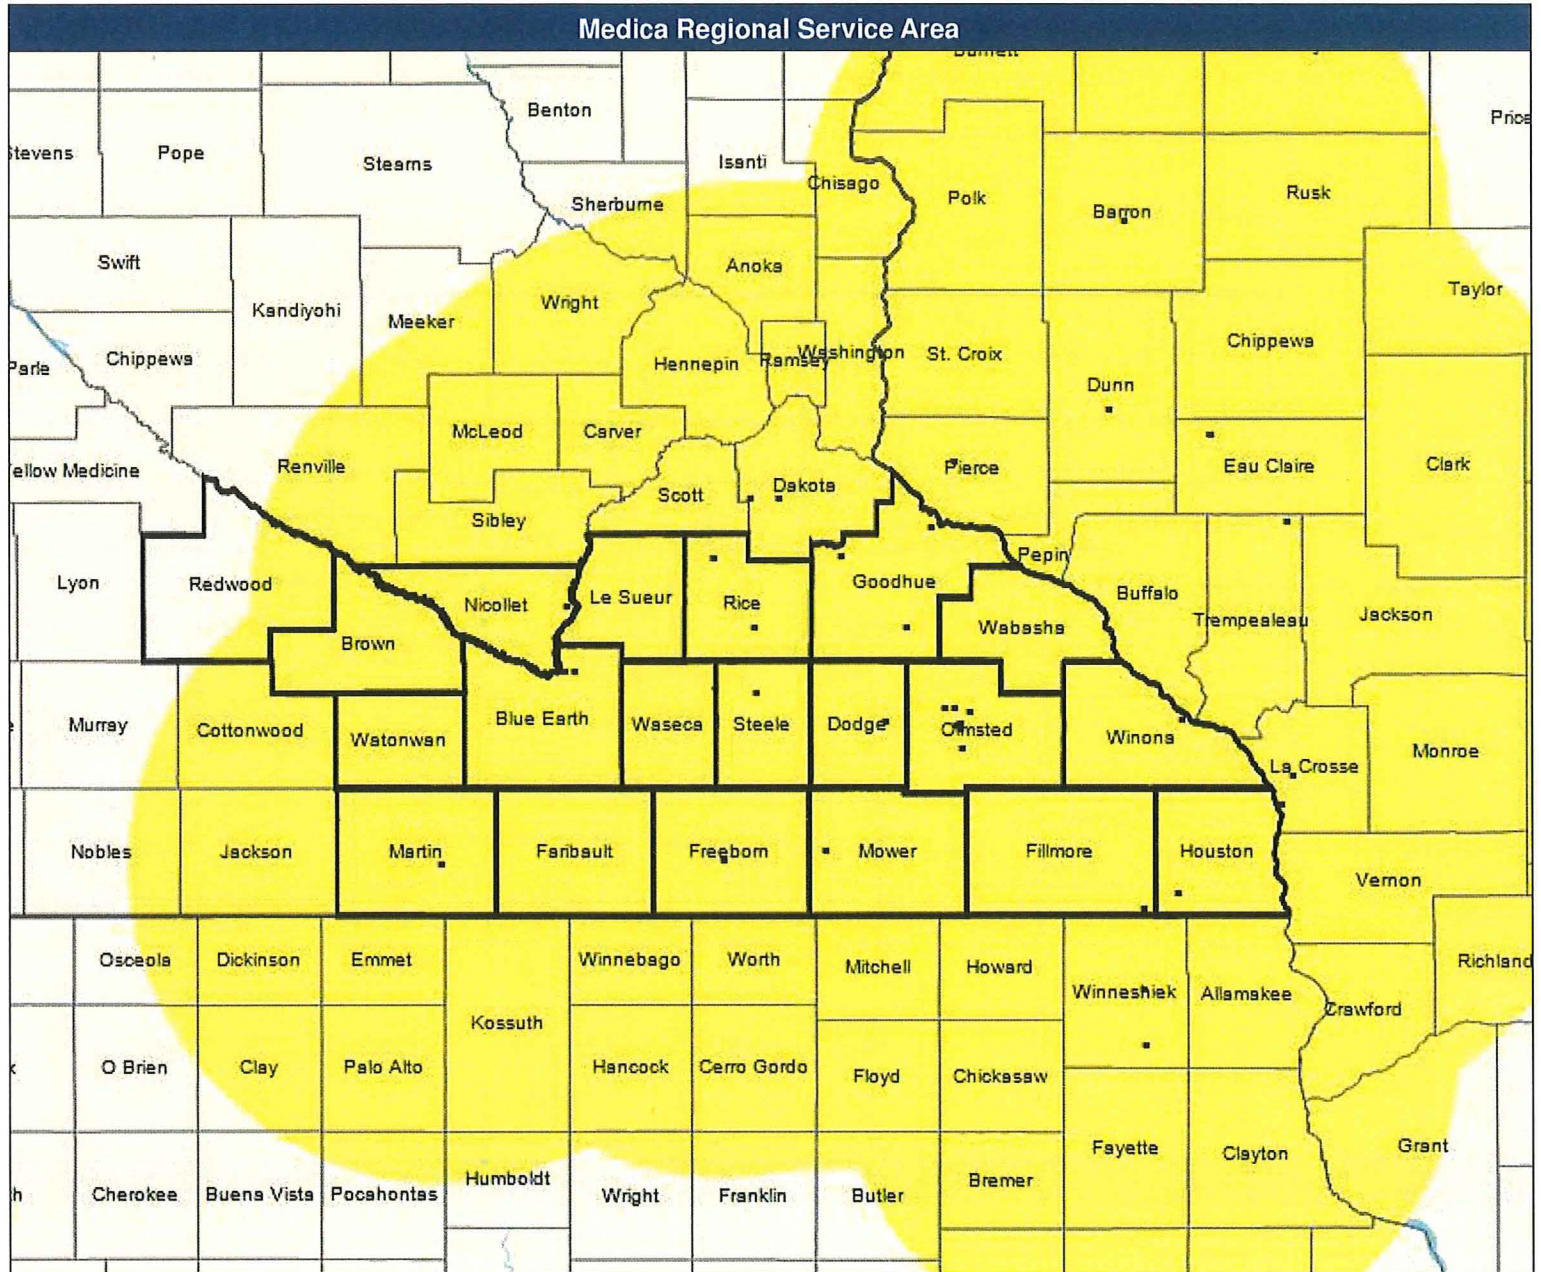 Medica Regional Service Area
Benton
Price
Stevens
Pope
Stearns
Isanti
Chisago
Sherburne
Polk
Barron
Rusk
Swift
Anoka
Taylor
Kandiyohi
Wright
Meeker
Chippewa
Parle
Hennepin
Ramsey
Washington
St. Croix
Chippewa
Dunn
McLeod
Carver
Renville
Yellow Medicine
Scott
Dakota
Pierce
Eau Claire
Clark
Sibley
Lyon
Redwood
Nicollet
Le Sueur
Rice
Goodhue
Pepin
Buffalo
Trempealeau
Jackson
Brown
Wabasha
Murray
Cottonwood
Watonwan
Blue Earth
Waseca
Steele
Dodge
Olmsted
Winona
La Crosse
Monroe
Nobles
Jackson
Martin
Faribault
Freeborn
Mower
Fillmore
Houston
Vernon
Osceola
Dickinson
Emmet
Winnebago
Worth
Mitchell
Howard
Winneshiek
Allamakee
Crawford
Richland
Kossuth
O Brien
Clay
Palo Alto
Hancock
Cerro Gordo
Floyd
Chickasaw
Fayette
Clayton
Grant
Cherokee
Buena Vista
Pocahontas
Humboldt
Wright
Franklin
Butler
Bremer